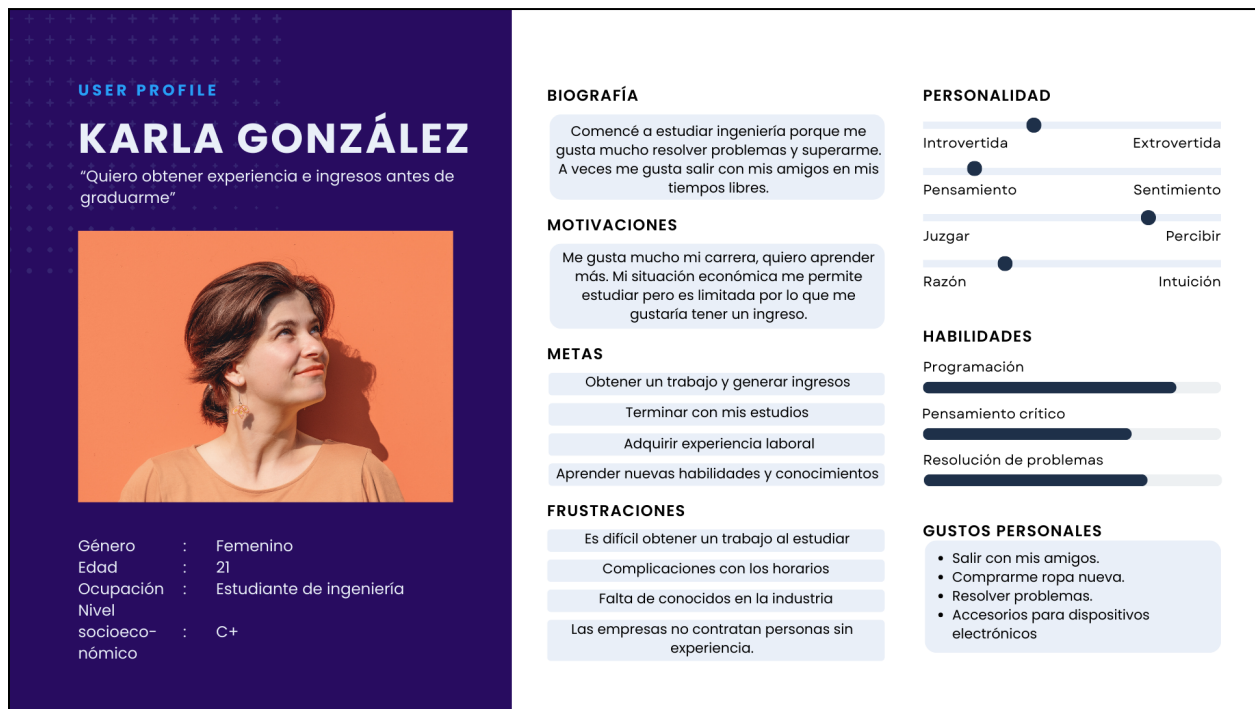 USER PROFILE
KARLA GONZÁLEZ
“Quiero obtener experiencia e ingresos antes de
graduarme”
Género : Femenino
Edad : 21
Ocupación : Estudiante de ingeniería
Nivel
socioeco- : C+
nómico
BIOGRAFÍA
Comencé a estudiar ingeniería porque me
gusta mucho resolver problemas y superarme.
A veces me gusta salir con mis amigos en mis
tiempos libres.
MOTIVACIONES
Me gusta mucho mi carrera, quiero aprender
más. Mi situación económica me permite
estudiar pero es limitada por lo que me
gustaría tener un ingreso.
METAS
Obtener un trabajo y generar ingresos
Terminar con mis estudios
Adquirir experiencia laboral
Aprender nuevas habilidades y conocimientos
FRUSTRACIONES
Es difícil obtener un trabajo al estudiar
Complicaciones con los horarios
Falta de conocidos en la industria
Las empresas no contratan personas sin
experiencia.
PERSONALIDAD
Introvertida Extrovertida
Pensamiento Sentimiento
Juzgar Percibir
Razón Intuición
HABILIDADES
Programación
Pensamiento crítico
Resolución de problemas
GUSTOS PERSONALES
• Salir con mis amigos.
• Comprarme ropa nueva.
• Resolver problemas.
• Accesorios para dispositivos
electrónicos